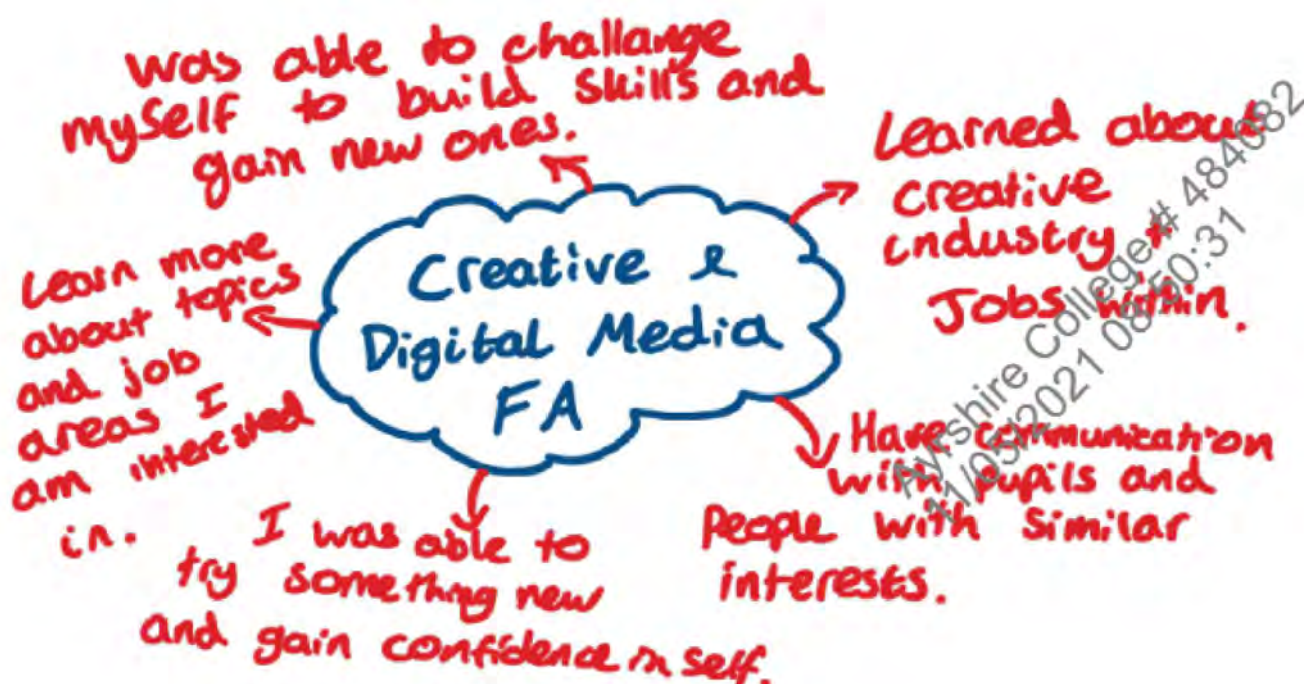 was able to challange
myself to build skills and
gain new ones.
Learned about
creative
industry &
Jobs within.
Creative &
Digital Media
FA
Learn more
about topics
and job
areas I
am interested
in.
Have communication
with pupils and
people with similar
interests.
I was able to
try something new
and gain confidence in self.
Ayrshire College# 484082
11/05/2021 08:50:31